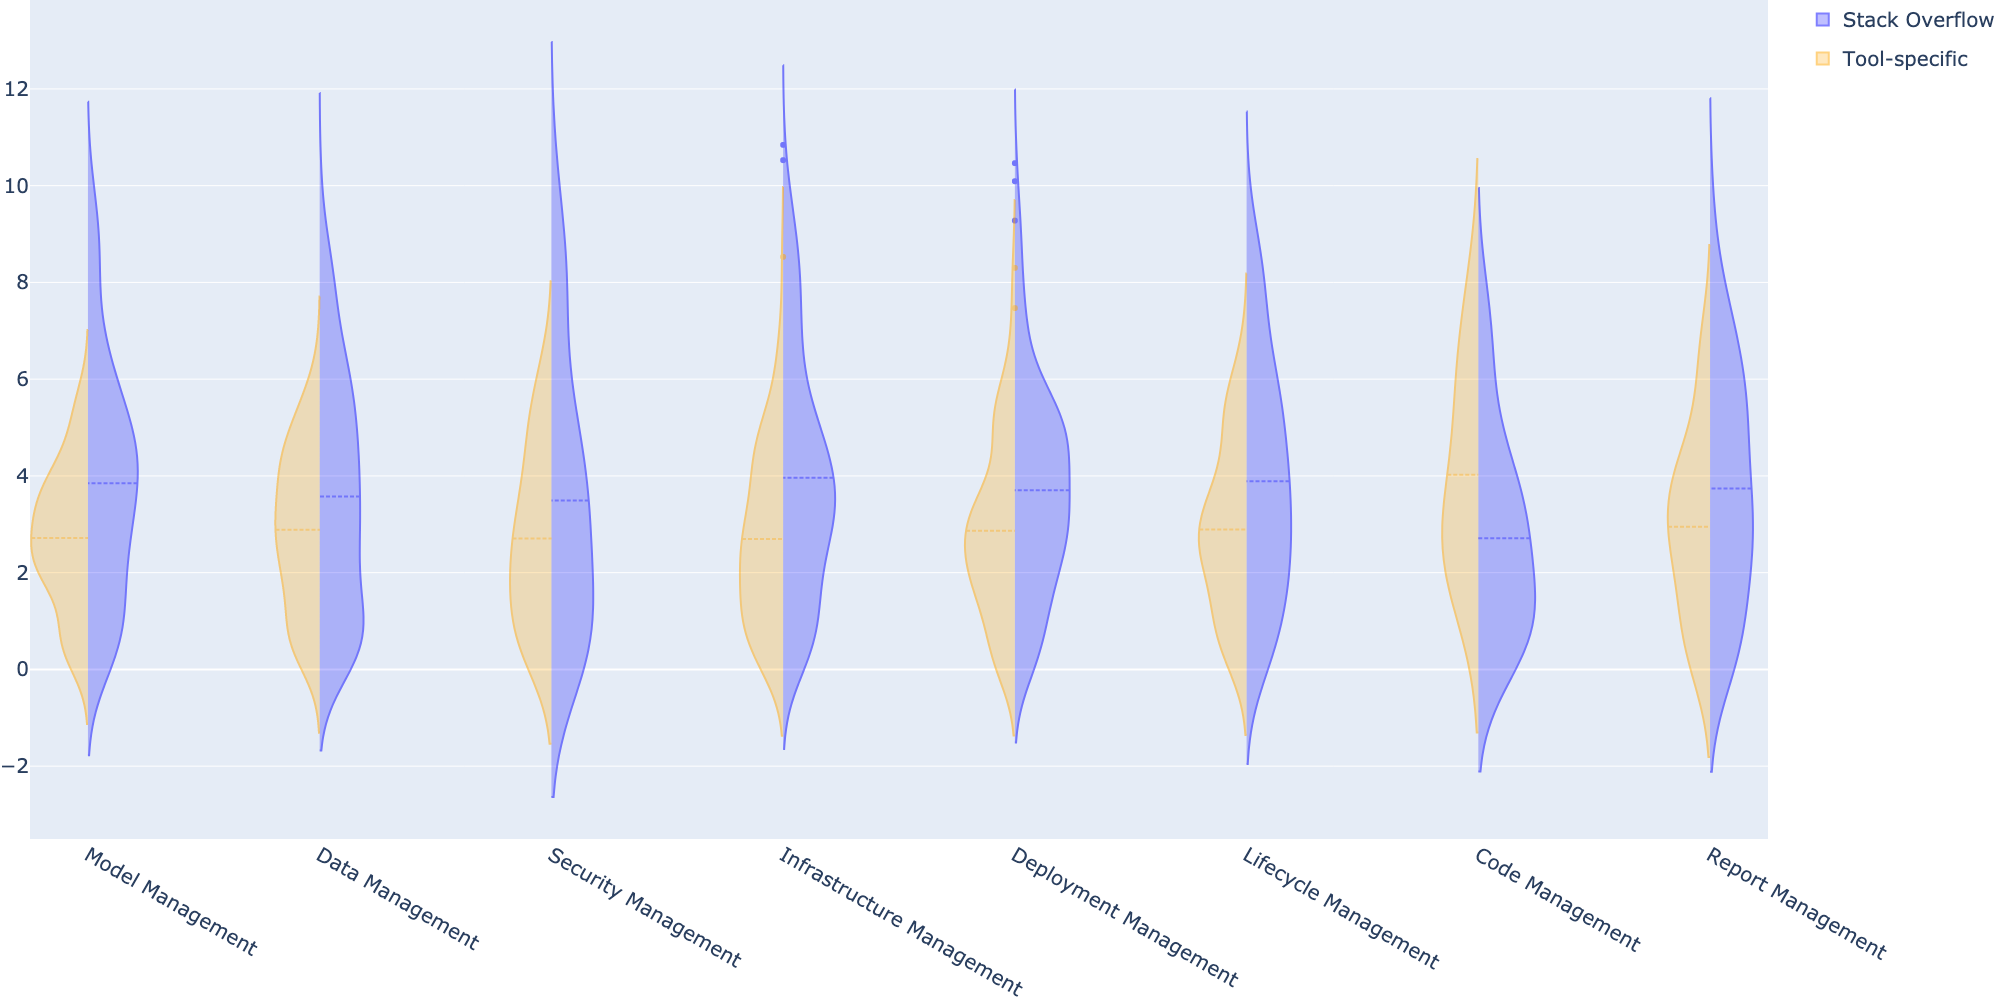 Stack Overflow
Tool-specific
12
10
8
6
4
2
0
−2
Model Management
Data Management
Security Management
Infrastructure Management
Deployment Management
Lifecycle Management
Code Management
Report Management